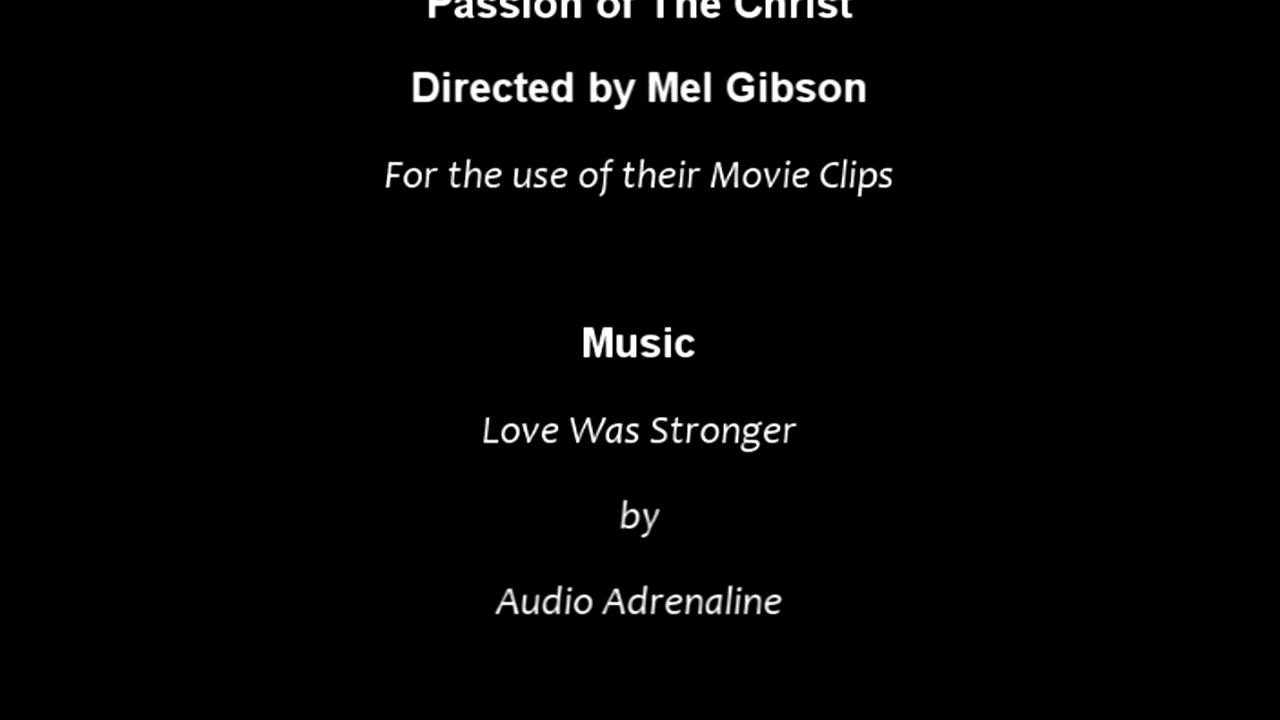 Passion of The Christ
Directed by Mel Gibson
For the use of their Movie Clips
Music
Love Was Stronger
by
Audio Adrenaline